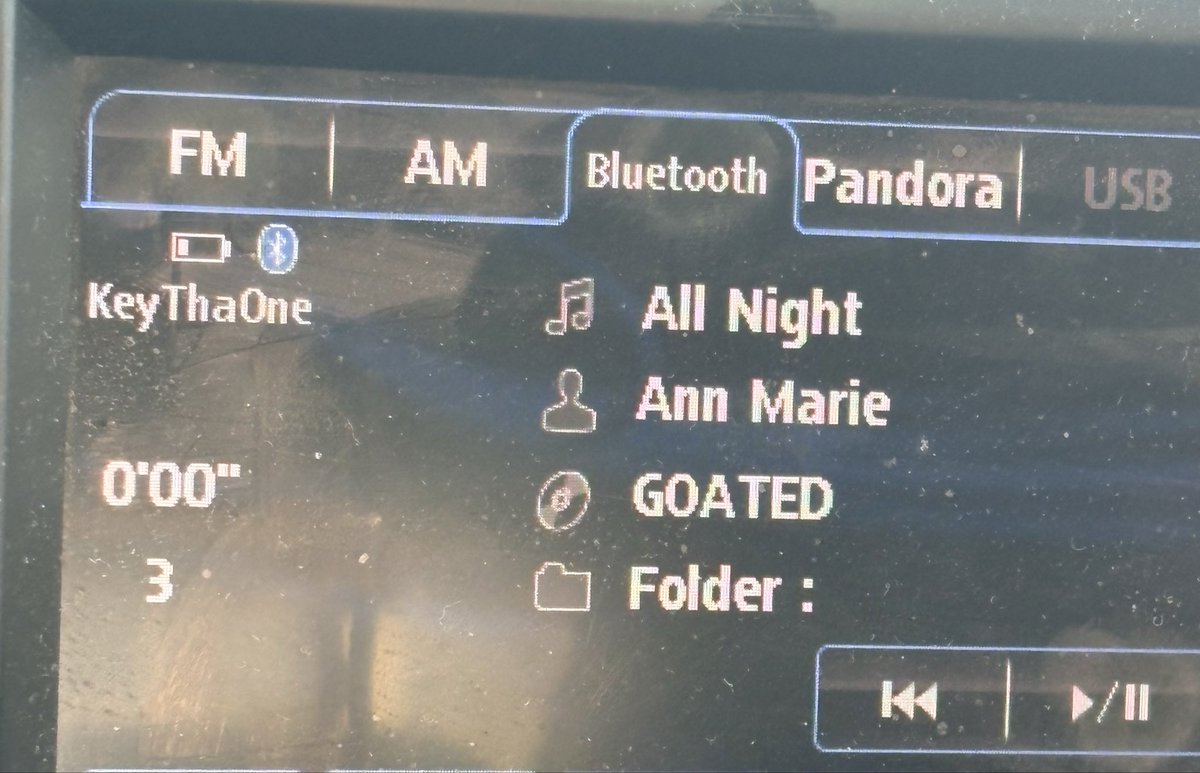 FM AM Bluetooth Pandora USB
KeyThaOne
All Night
Ann Marie
0'00" GOATED
3 Folder :